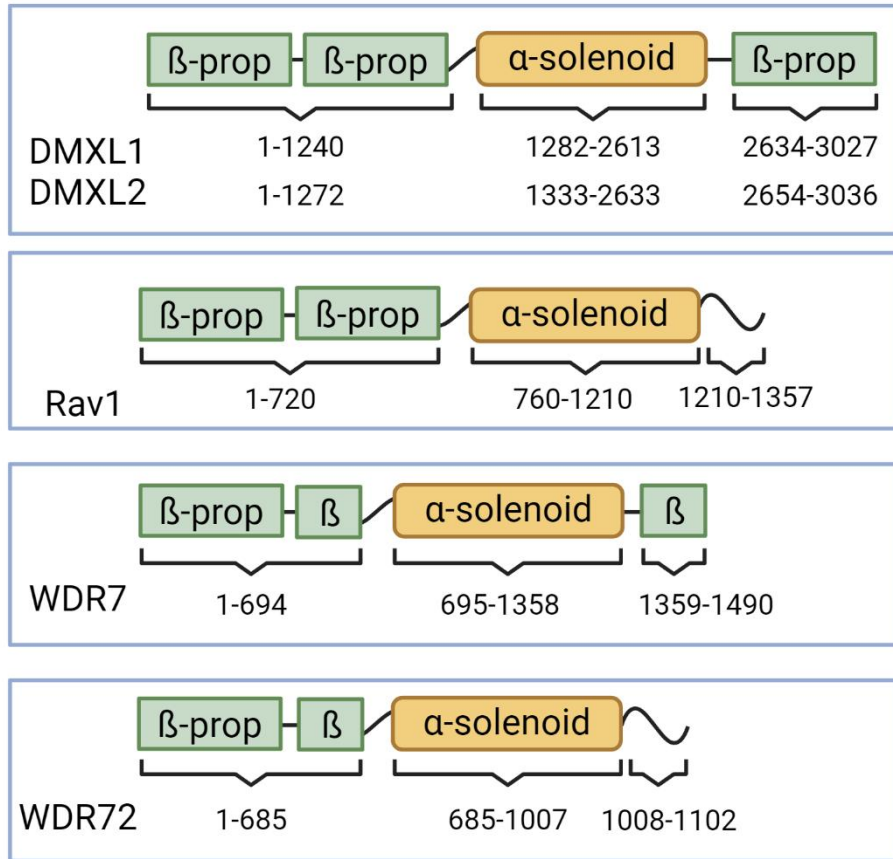 ß-prop ß-prop α-solenoid ß-prop
DMXL1 1-1240 1282-2613 2634-3027
DMXL2 1-1272 1333-2633 2654-3036
ß-prop ß-prop α-solenoid
Rav1 1-720 760-1210 1210-1357
ß-prop ß α-solenoid ß
WDR7 1-694 695-1358 1359-1490
ß-prop ß α-solenoid
WDR72 1-685 685-1007 1008-1102